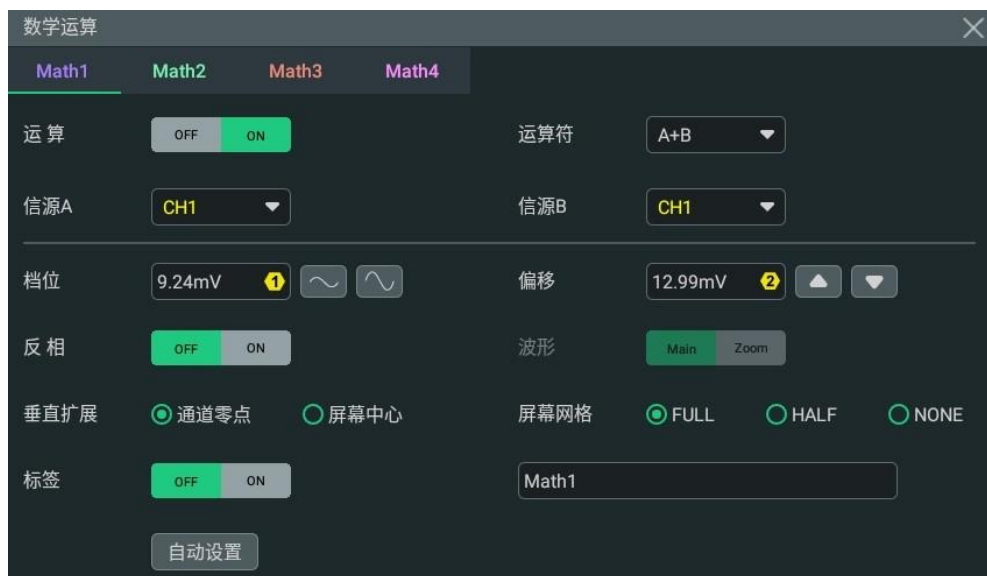 数学运算
Math1 Math2 Math3 Math4
运算 OFF ON 运算符 A+B
信源A CH1 信源B CH1
档位 9.24mV 1 偏移 12.99mV 2
反相 OFF ON 波形 Main Zoom
垂直扩展 通道零点 屏幕中心 屏幕网格 FULL HALF NONE
标签 OFF ON Math1
自动设置